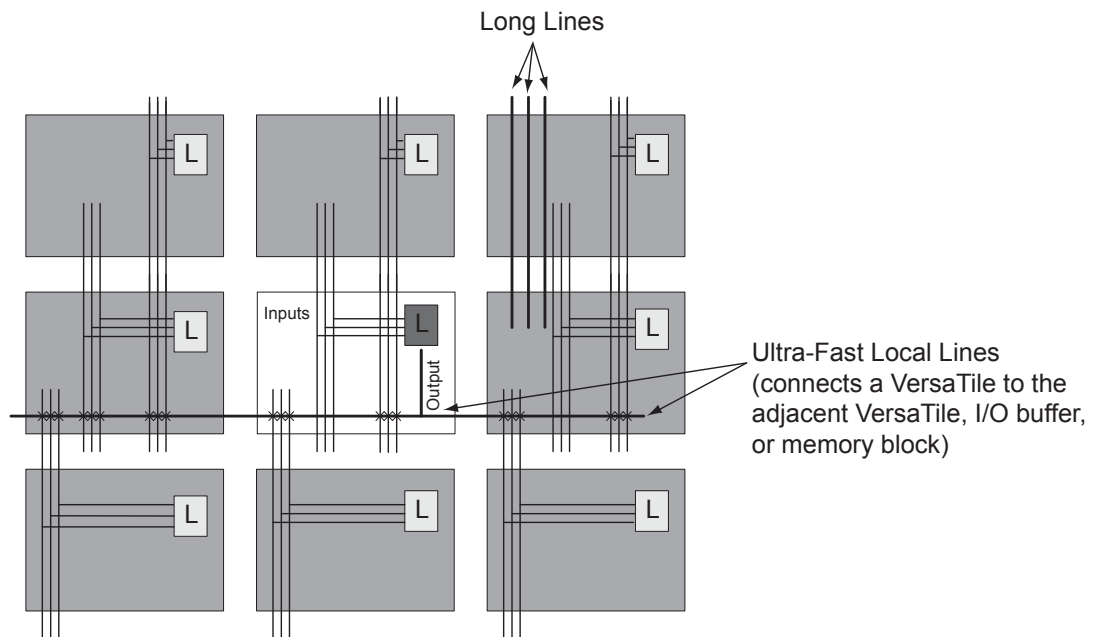 Long Lines
L
L
L
Inputs
L
L
L
Output
Ultra-Fast Local Lines
(connects a VersaTile to the
adjacent VersaTile, I/O buffer,
or memory block)
L
L
L